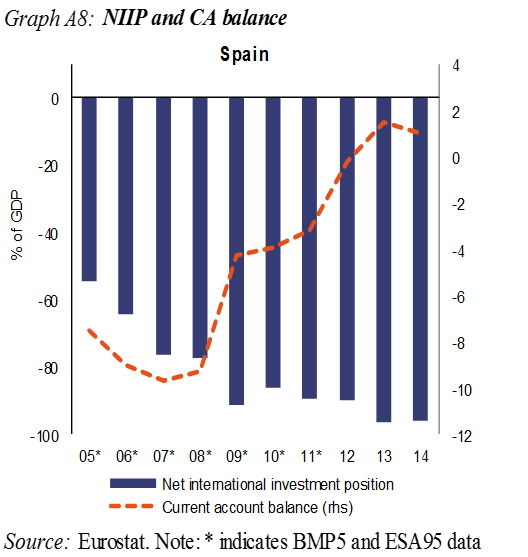 Graph A8: NIIP and CA balance
Spain
4
0
2
-20
0
-2
-40
-4
-60
-6
-8
-80
-10
-100
-12
% of GDP
05* 06* 07* 08* 09* 10* 11* 12 13 14
Net international investment position
Current account balance (rhs)
Source: Eurostat. Note: * indicates BMP5 and ESA95 data